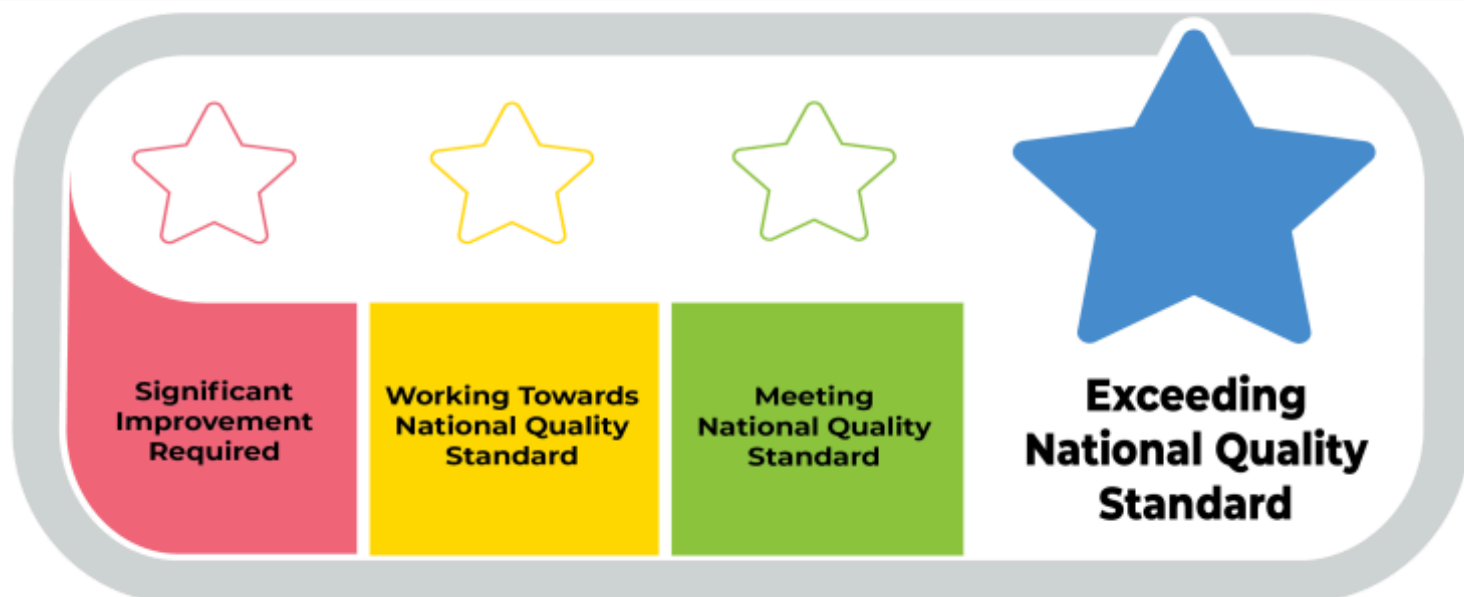 Significant
Improvement
Required
Working Towards
National Quality
Standard
Meeting
National Quality
Standard
Exceeding
National Quality
Standard